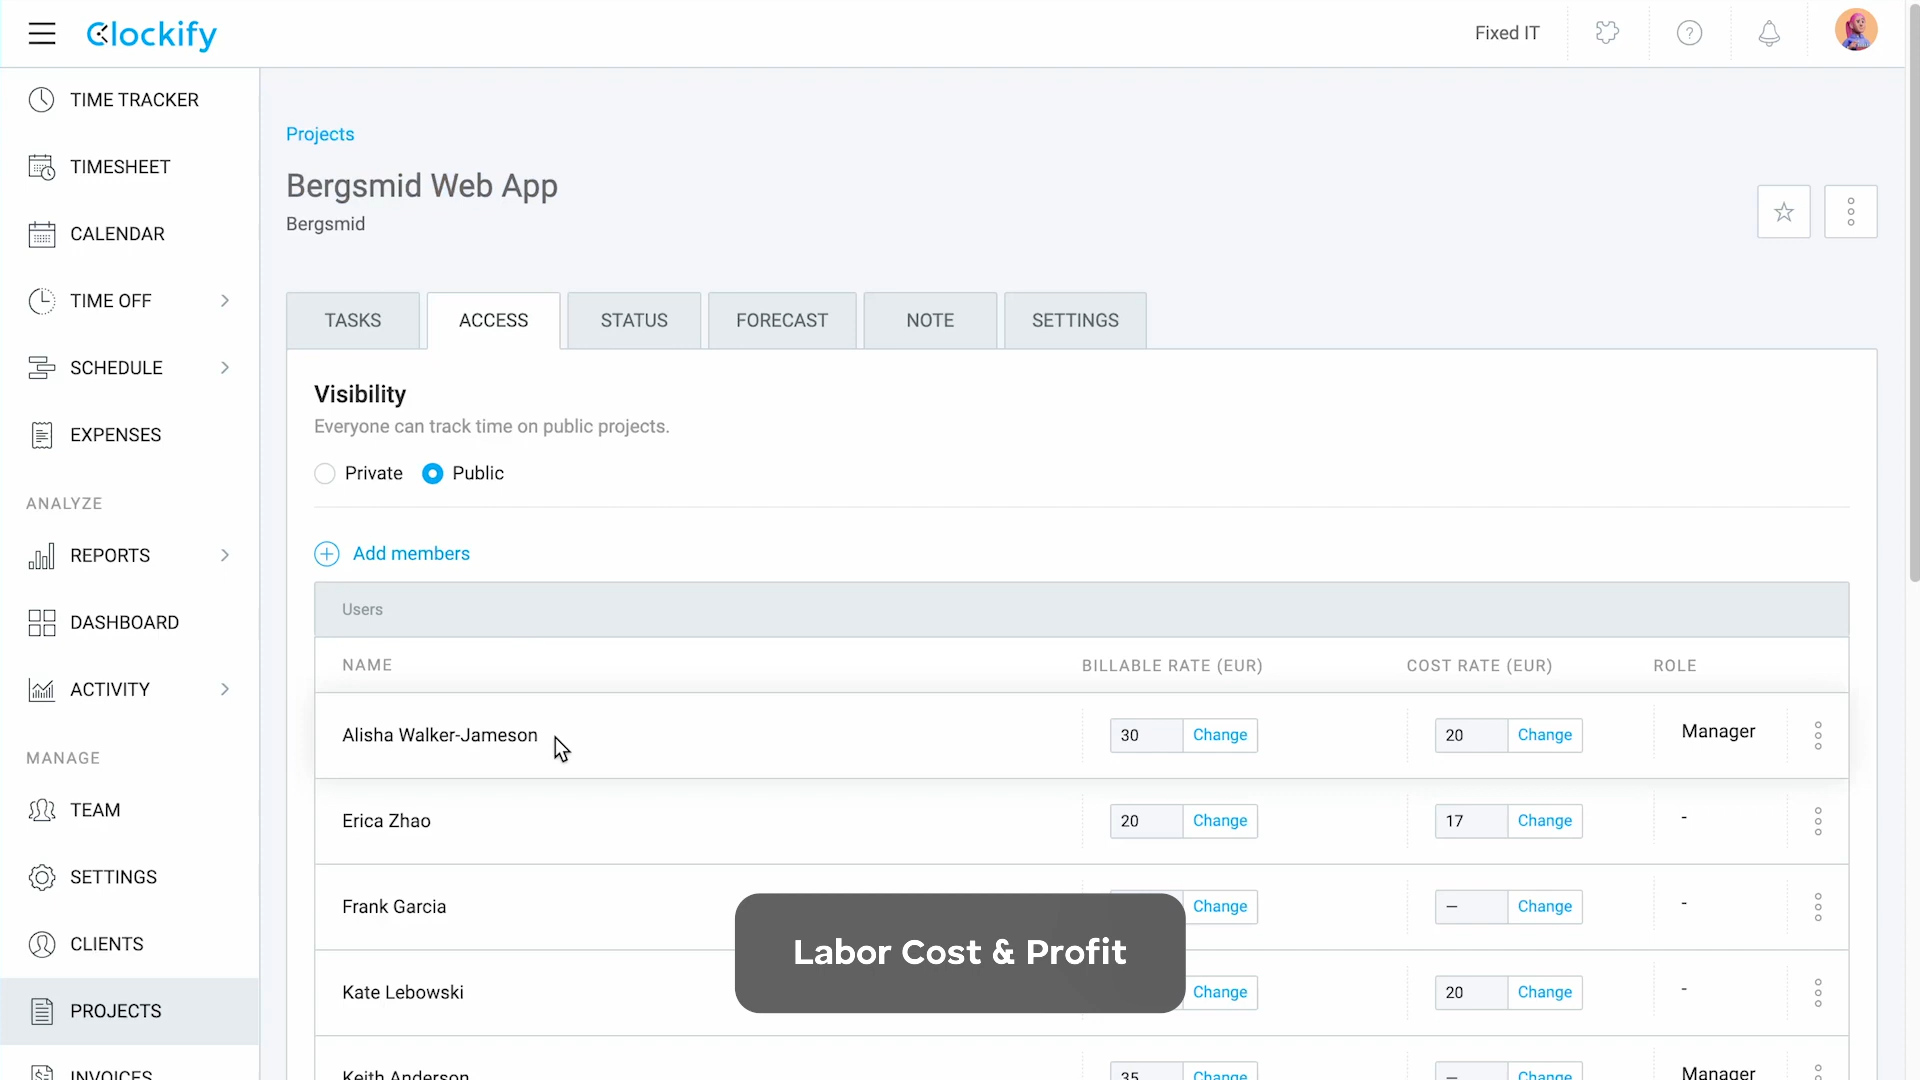 Clockify
Fixed IT
TIME TRACKER
TIMESHEET
CALENDAR
TIME OFF
SCHEDULE
EXPENSES
ANALYZE
REPORTS
DASHBOARD
ACTIVITY
MANAGE
TEAM
SETTINGS
CLIENTS
PROJECTS
INVOICES
Projects
Bergsmid Web App
Bergsmid
TASKS ACCESS STATUS FORECAST NOTE SETTINGS
Visibility
Everyone can track time on public projects.
Private Public
Add members
Users
NAME BILLABLE RATE (EUR) COST RATE (EUR) ROLE
Alisha Walker-Jameson 30 Change 20 Change Manager
Erica Zhao 20 Change 17 Change -
Frank Garcia Change – Change -
Kate Lebowski Change 20 Change -
Keith Anderson 35 Change – Change Manager
Labor Cost & Profit